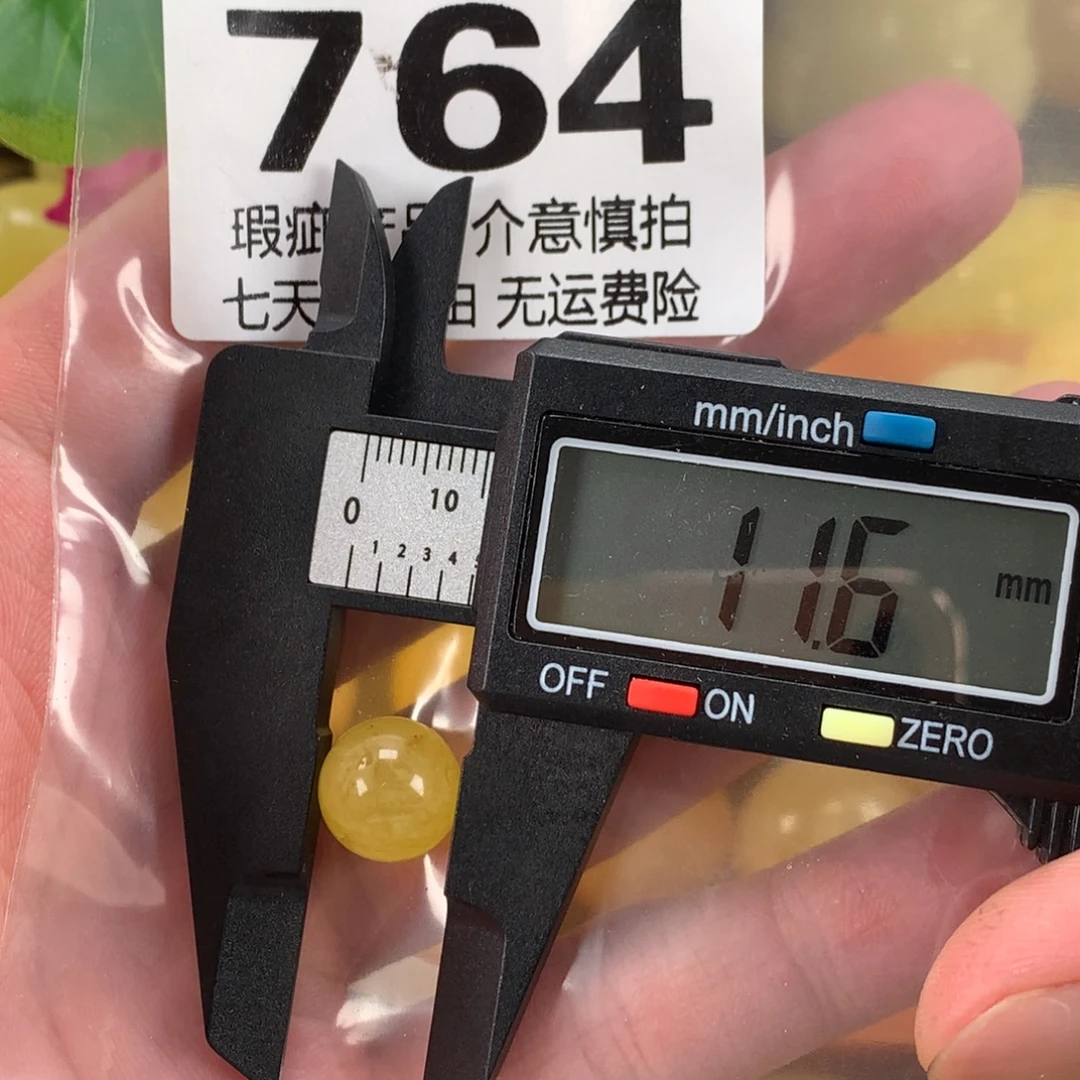 764
瑕疵 介意慎拍
七天 无运费险
mm/inch
0 10
1 2 3 4
11.6 mm
OFF ON ZERO